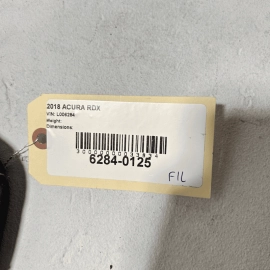 2018 ACURA RDX
VIN: L006284
Weight:
Dimensions:
6284-0125
FIL